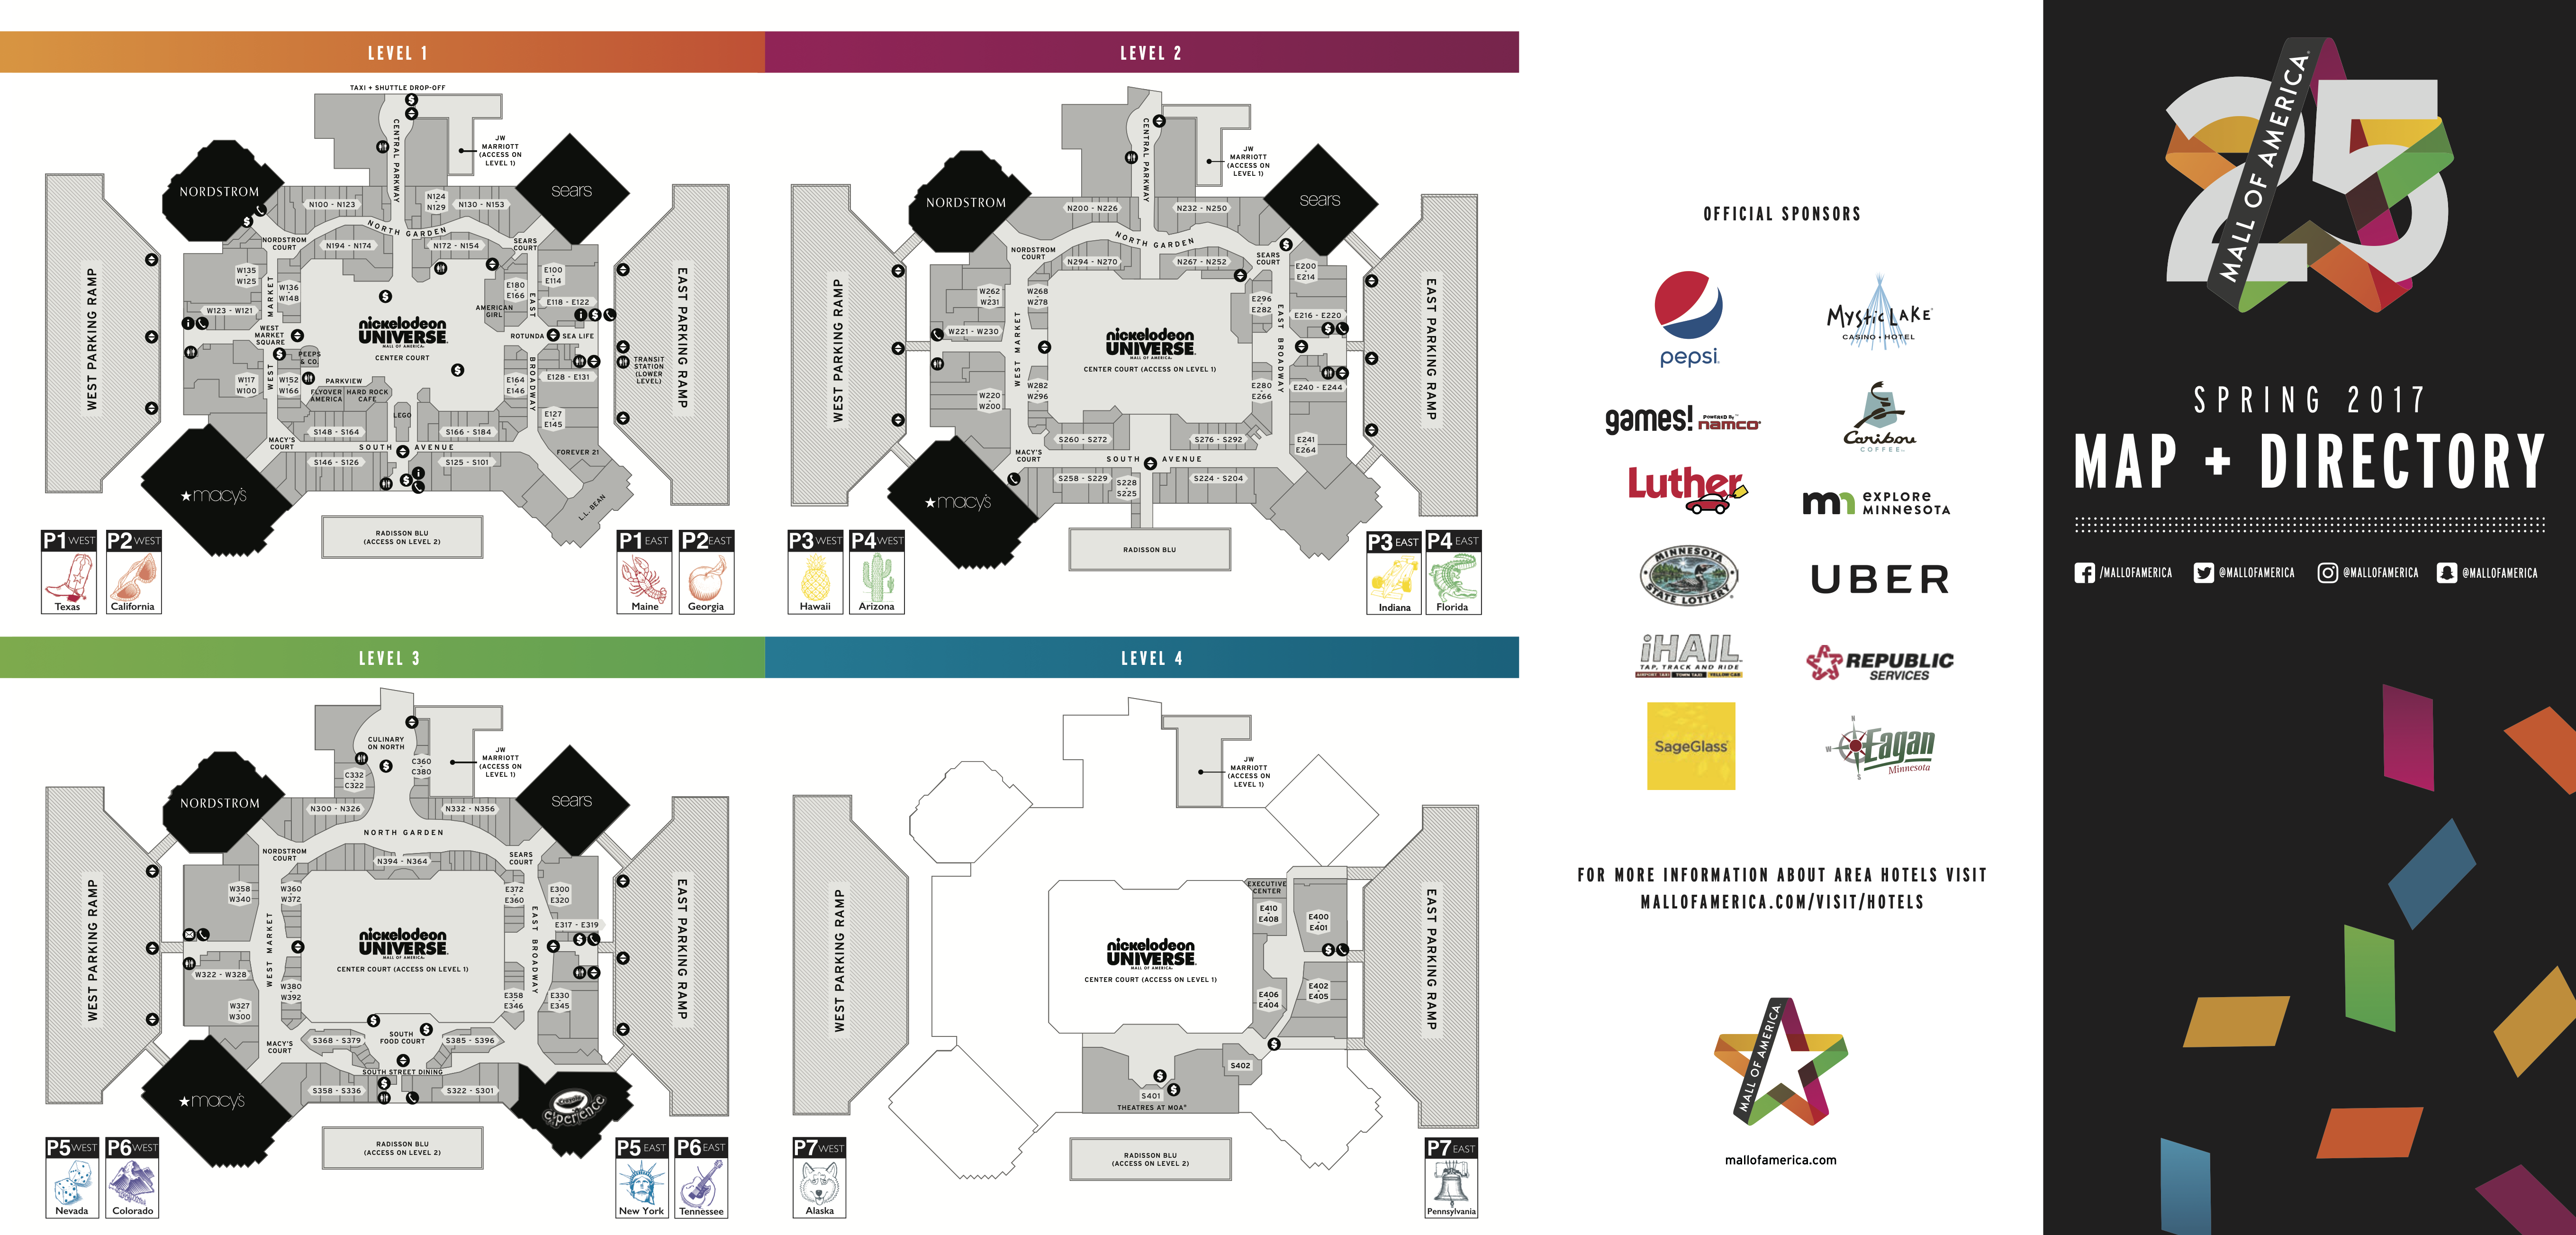 LEVEL 1
TAXI + SHUTTLE DROP-OFF
CENTRAL PARKWAY
JW
MARRIOTT
(ACCESS ON
LEVEL 1)
NORDSTROM
sears
N100 - N123
N124
N129
N130 - N153
NORTH GARDEN
NORDSTROM
COURT
N194 - N174
N172 - N154
SEARS
COURT
WEST PARKING RAMP
EAST PARKING RAMP
W135
W125
W136
W148
E100
E114
E180
E166
AMERICAN
GIRL
E118 - E122
W123 - W121
WEST
MARKET
SQUARE
WEST MARKET
nickelodeon
UNIVERSE
MALL OF AMERICA
CENTER COURT
ROTUNDA
SEA LIFE
EAST BROADWAY
PEEPS
& CO.
TRANSIT
STATION
(LOWER
LEVEL)
W117
W100
W152
W166
PARKVIEW
FLYOVER
AMERICA
HARD ROCK
CAFE
E164
E146
E128 - E131
LEGO
E127
E145
S148 - S164
S166 - S184
MACY'S
COURT
SOUTH AVENUE
FOREVER 21
S146 - S126
S125 - S101
macy's
L.L. BEAN
RADISSON BLU
(ACCESS ON LEVEL 2)
P1 WEST
Texas
P2 WEST
California
P1 EAST
Maine
P2 EAST
Georgia
LEVEL 2
CENTRAL PARKWAY
JW
MARRIOTT
(ACCESS ON
LEVEL 1)
NORDSTROM
sears
N200 - N226
N232 - N250
NORTH GARDEN
NORDSTROM
COURT
N294 - N270
N267 - N252
SEARS
COURT
WEST PARKING RAMP
EAST PARKING RAMP
E200
E214
W262
W231
W268
W278
E296
E282
E216 - E220
W221 - W230
WEST MARKET
nickelodeon
UNIVERSE
MALL OF AMERICA
CENTER COURT (ACCESS ON LEVEL 1)
EAST BROADWAY
W282
W296
E280
E266
E240 - E244
W220
W200
S260 - S272
S276 - S292
E241
E264
MACY'S
COURT
SOUTH AVENUE
S258 - S229
S228
S225
S224 - S204
macy's
RADISSON BLU
P3 WEST
Hawaii
P4 WEST
Arizona
P3 EAST
Indiana
P4 EAST
Florida
LEVEL 3
CULINARY
ON NORTH
JW
MARRIOTT
(ACCESS ON
LEVEL 1)
C332
C322
C360
C380
NORDSTROM
sears
N300 - N326
N332 - N356
NORTH GARDEN
NORDSTROM
COURT
N394 - N364
SEARS
COURT
WEST PARKING RAMP
EAST PARKING RAMP
W358
W340
W360
W372
E372
E360
E300
E320
E317 - E319
WEST MARKET
nickelodeon
UNIVERSE
MALL OF AMERICA
CENTER COURT (ACCESS ON LEVEL 1)
EAST BROADWAY
W322 - W328
W380
W392
E358
E346
E330
E345
W327
W300
MACY'S
COURT
S368 - S379
SOUTH
FOOD COURT
S385 - S396
SOUTH STREET DINING
S358 - S336
S322 - S301
macy's
crayola
experience
RADISSON BLU
(ACCESS ON LEVEL 2)
P5 WEST
Nevada
P6 WEST
Colorado
P5 EAST
New York
P6 EAST
Tennessee
LEVEL 4
JW
MARRIOTT
(ACCESS ON
LEVEL 1)
WEST PARKING RAMP
EAST PARKING RAMP
EXECUTIVE
CENTER
E410
E408
E400
E401
nickelodeon
UNIVERSE
MALL OF AMERICA
CENTER COURT (ACCESS ON LEVEL 1)
E406
E404
E402
E405
S402
S401
THEATRES AT MOA®
RADISSON BLU
(ACCESS ON LEVEL 2)
P7 WEST
Alaska
P7 EAST
Pennsylvania
OFFICIAL SPONSORS
pepsi
Mystic LAKE
CASINO • HOTEL
games! POWERED By namco
Caribou
COFFEE
Luther
mn EXPLORE
MINNESOTA
MINNESOTA
STATE LOTTERY
UBER
iHAIL
TAP, TRACK AND RIDE
AIRPORT TAXI TOWN TAXI YELLOW CAB
REPUBLIC
SERVICES
SageGlass
N
W
S
Eagan
Minnesota
FOR MORE INFORMATION ABOUT AREA HOTELS VISIT
MALLOFAMERICA.COM/VISIT/HOTELS
MALL OF AMERICA
mallofamerica.com
25
MALL OF AMERICA
SPRING 2017
MAP + DIRECTORY
/MALLOFAMERICA
@MALLOFAMERICA
@MALLOFAMERICA
@MALLOFAMERICA